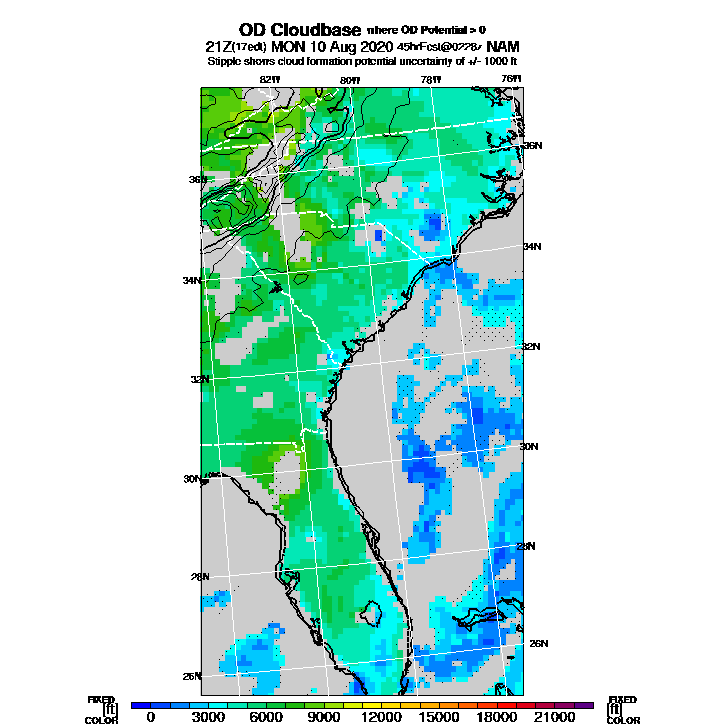 OD Cloudbase where OD Potential > 0
21Z(17edt) MON 10 Aug 2020 45hrFcst@0228z NAM
Stipple shows cloud formation potential uncertainty of +/- 1000 ft
82W 80W 78W 76W
36N
36N
34N
34N
32N
32N
30N
30N
28N
28N
26N
26N
FIXED FIXED
[ft] [ft]
COLOR 0 3000 6000 9000 12000 15000 18000 21000 COLOR